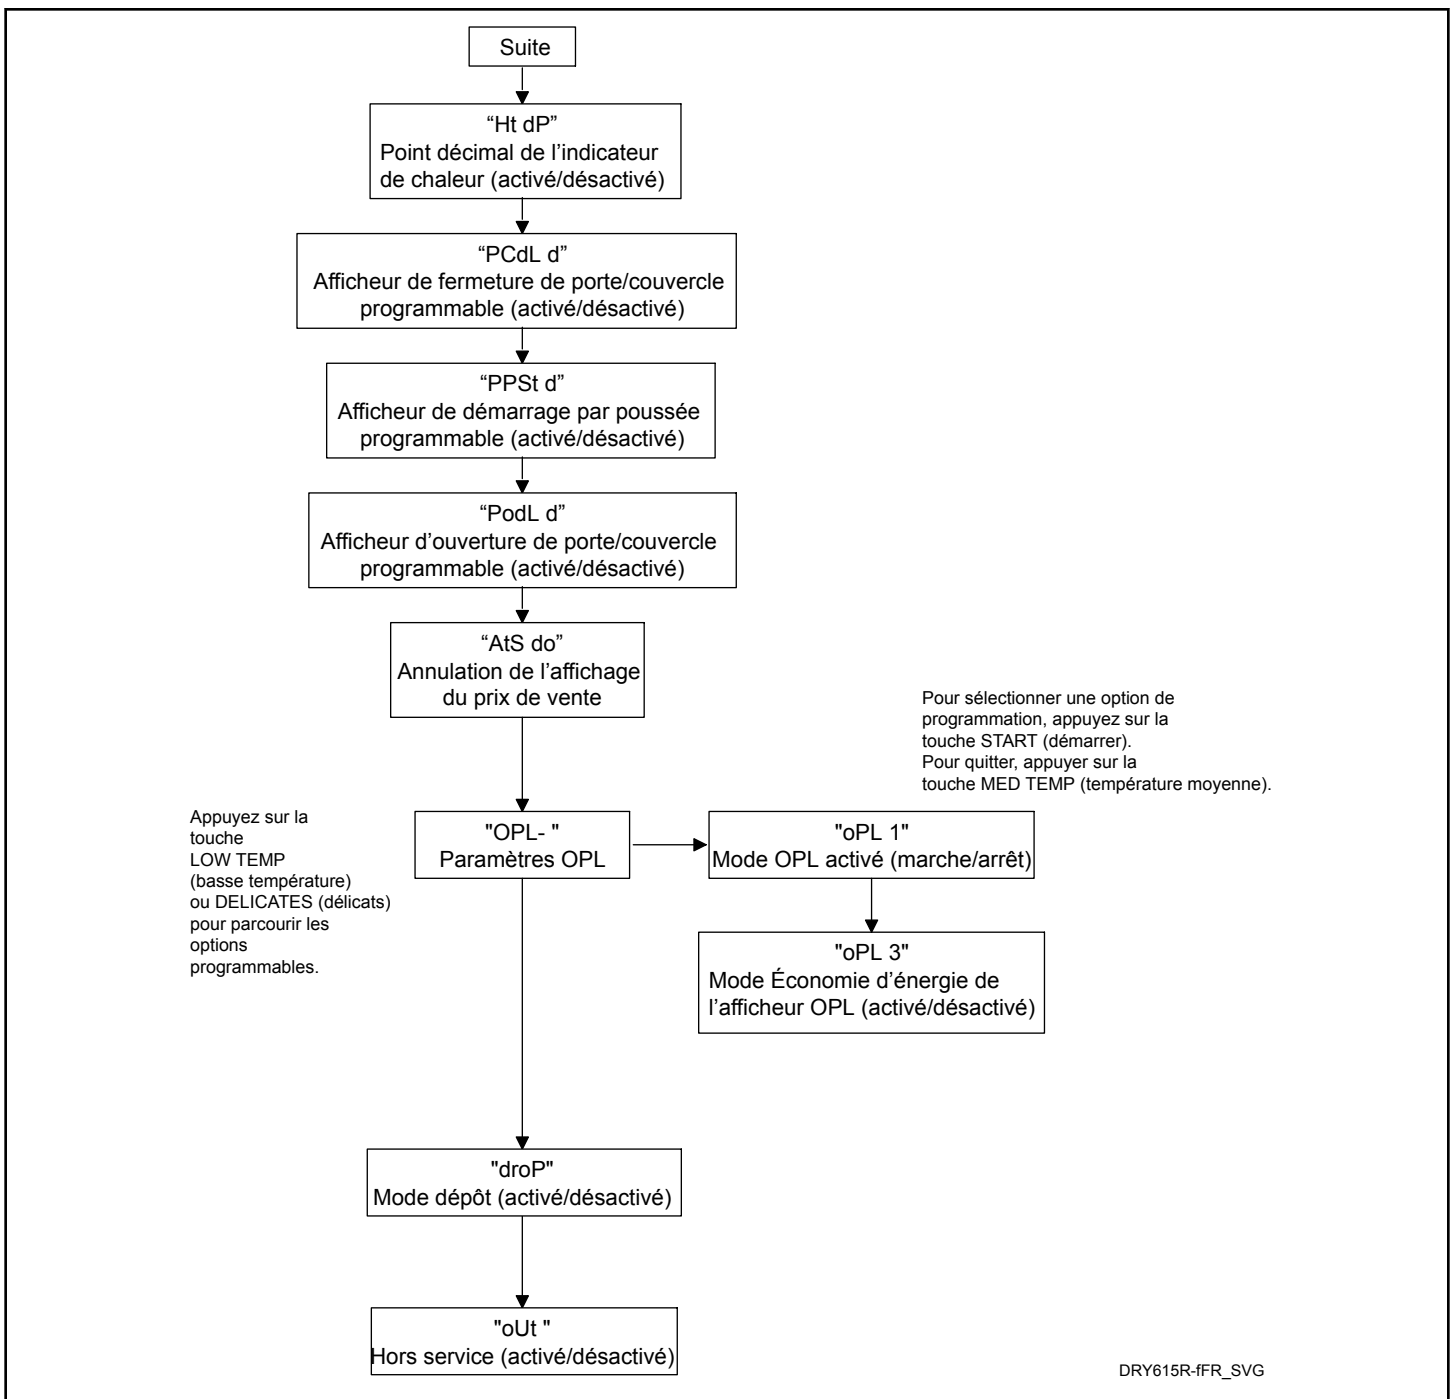 Suite
“Ht dP”
Point décimal de l’indicateur
de chaleur (activé/désactivé)
“PCdL d”
Afficheur de fermeture de porte/couvercle
programmable (activé/désactivé)
“PPSt d”
Afficheur de démarrage par poussée
programmable (activé/désactivé)
“PodL d”
Afficheur d’ouverture de porte/couvercle
programmable (activé/désactivé)
“AtS do”
Annulation de l’affichage
du prix de vente
Pour sélectionner une option de
programmation, appuyez sur la
touche START (démarrer).
Pour quitter, appuyer sur la
touche MED TEMP (température moyenne).
Appuyez sur la
touche
LOW TEMP
(basse température)
ou DELICATES (délicats)
pour parcourir les
options
programmables.
"OPL- "
Paramètres OPL
"oPL 1"
Mode OPL activé (marche/arrêt)
"oPL 3"
Mode Économie d’énergie de
l’afficheur OPL (activé/désactivé)
"droP"
Mode dépôt (activé/désactivé)
"oUt "
Hors service (activé/désactivé)
DRY615R-fFR_SVG